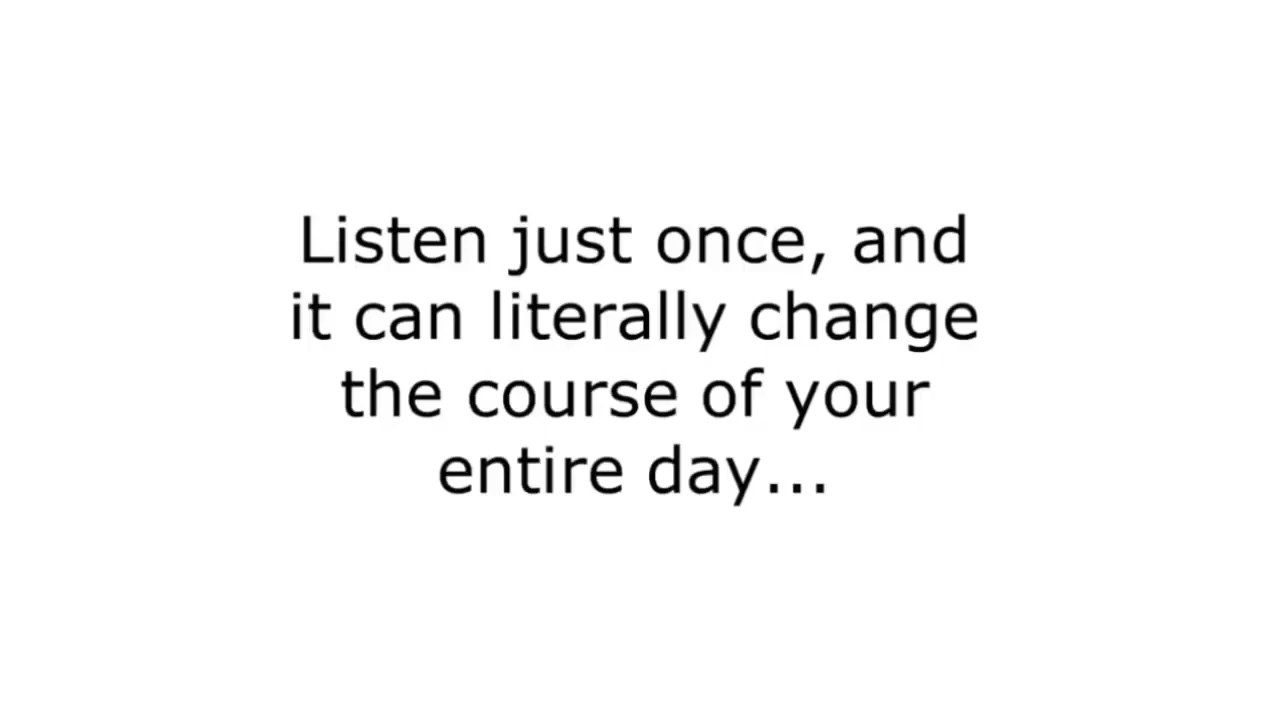 Listen just once, and
it can literally change
the course of your
entire day...